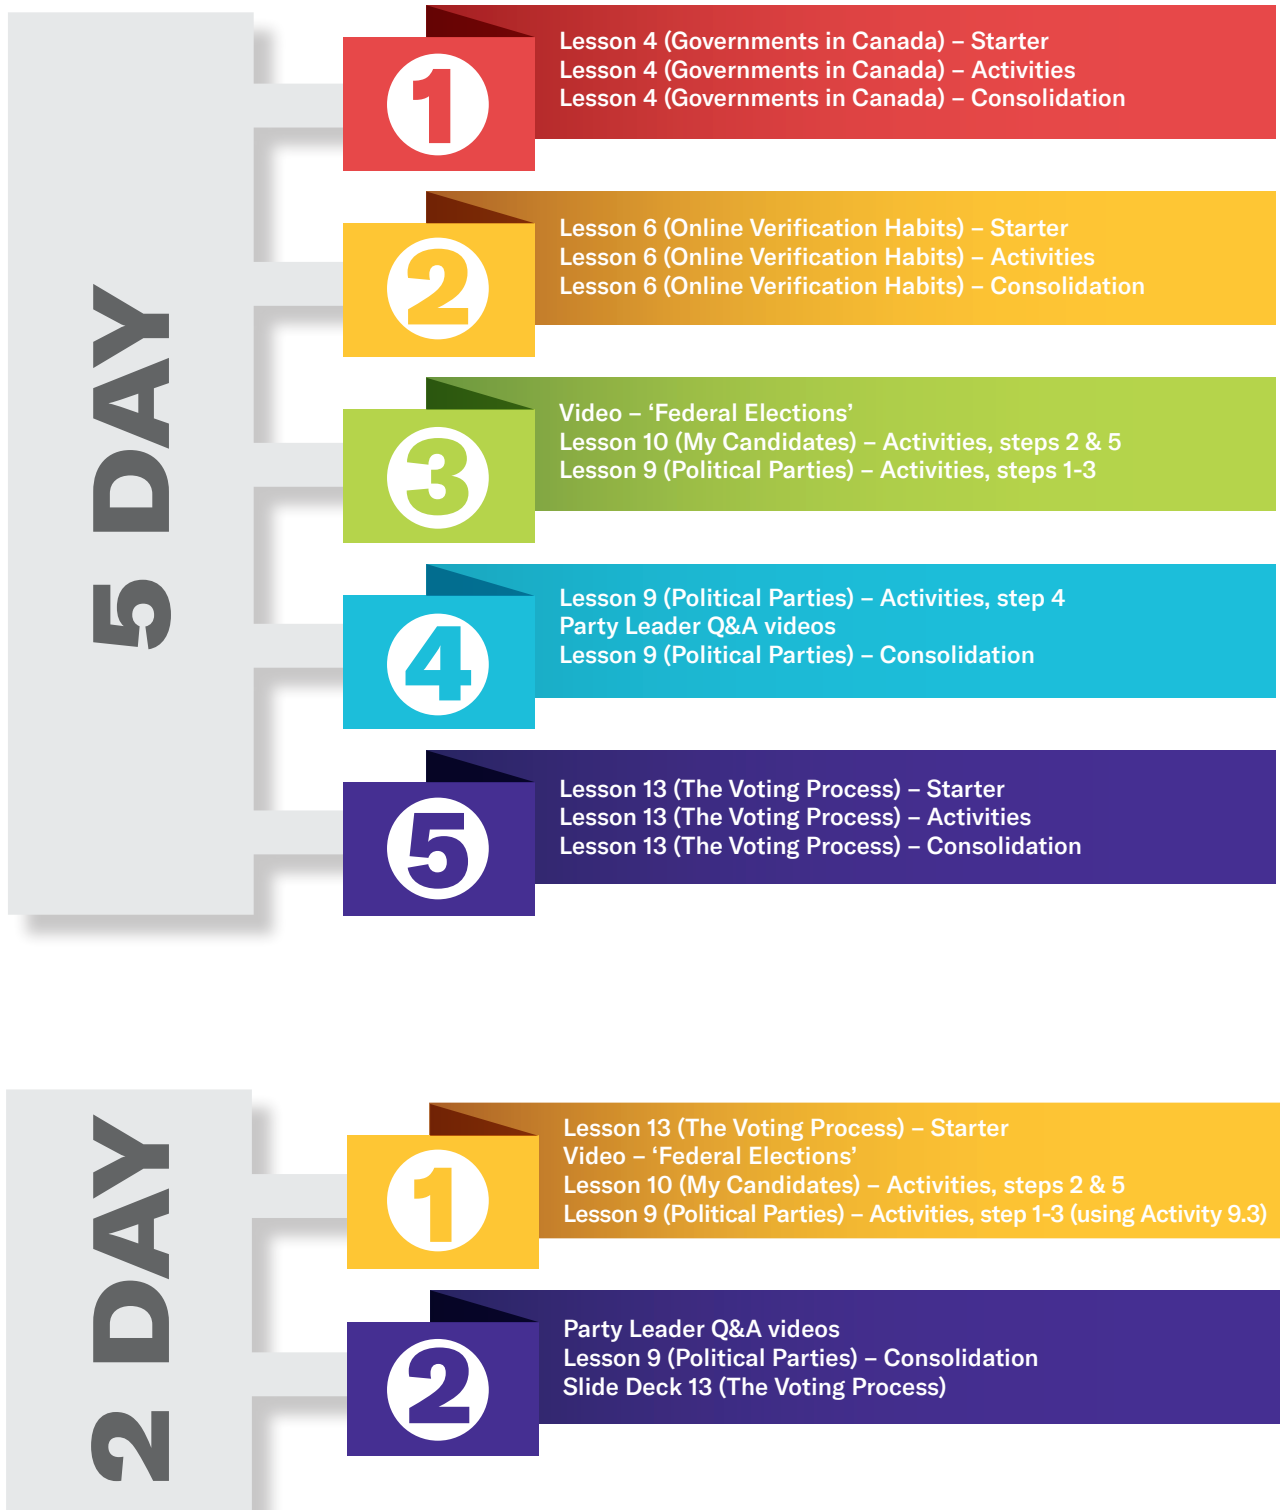 5 DAY
1
Lesson 4 (Governments in Canada) – Starter
Lesson 4 (Governments in Canada) – Activities
Lesson 4 (Governments in Canada) – Consolidation
2
Lesson 6 (Online Verification Habits) – Starter
Lesson 6 (Online Verification Habits) – Activities
Lesson 6 (Online Verification Habits) – Consolidation
3
Video – ‘Federal Elections’
Lesson 10 (My Candidates) – Activities, steps 2 & 5
Lesson 9 (Political Parties) – Activities, steps 1-3
4
Lesson 9 (Political Parties) – Activities, step 4
Party Leader Q&A videos
Lesson 9 (Political Parties) – Consolidation
5
Lesson 13 (The Voting Process) – Starter
Lesson 13 (The Voting Process) – Activities
Lesson 13 (The Voting Process) – Consolidation
2 DAY
1
Lesson 13 (The Voting Process) – Starter
Video – ‘Federal Elections’
Lesson 10 (My Candidates) – Activities, steps 2 & 5
Lesson 9 (Political Parties) – Activities, step 1-3 (using Activity 9.3)
2
Party Leader Q&A videos
Lesson 9 (Political Parties) – Consolidation
Slide Deck 13 (The Voting Process)